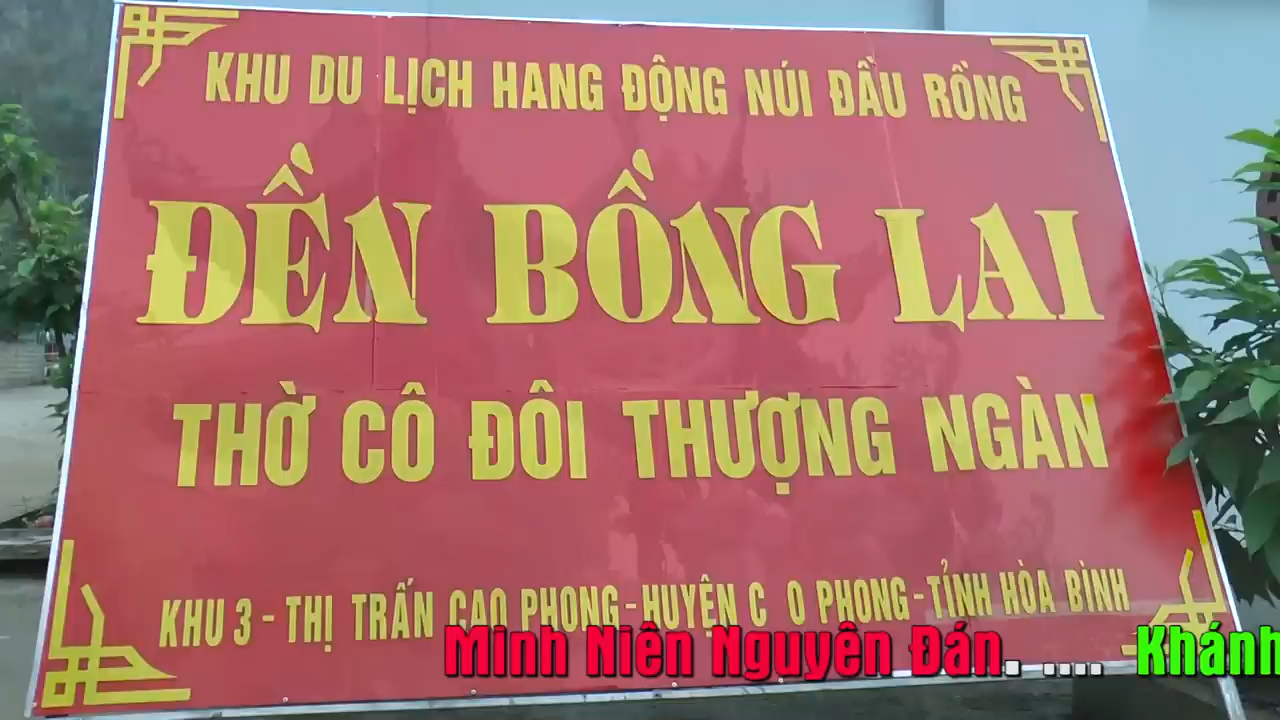 KHU DU LỊCH HANG ĐỘNG NÚI ĐẦU RỒNG
ĐỀN BỒNG LAI
THỜ CÔ ĐÔI THƯỢNG NGÀN
KHU 3 - THỊ TRẤN CAO PHONG - HUYỆN C O PHONG - TỈNH HÒA BÌNH
Minh Niên Nguyên Đán. .... Khánh